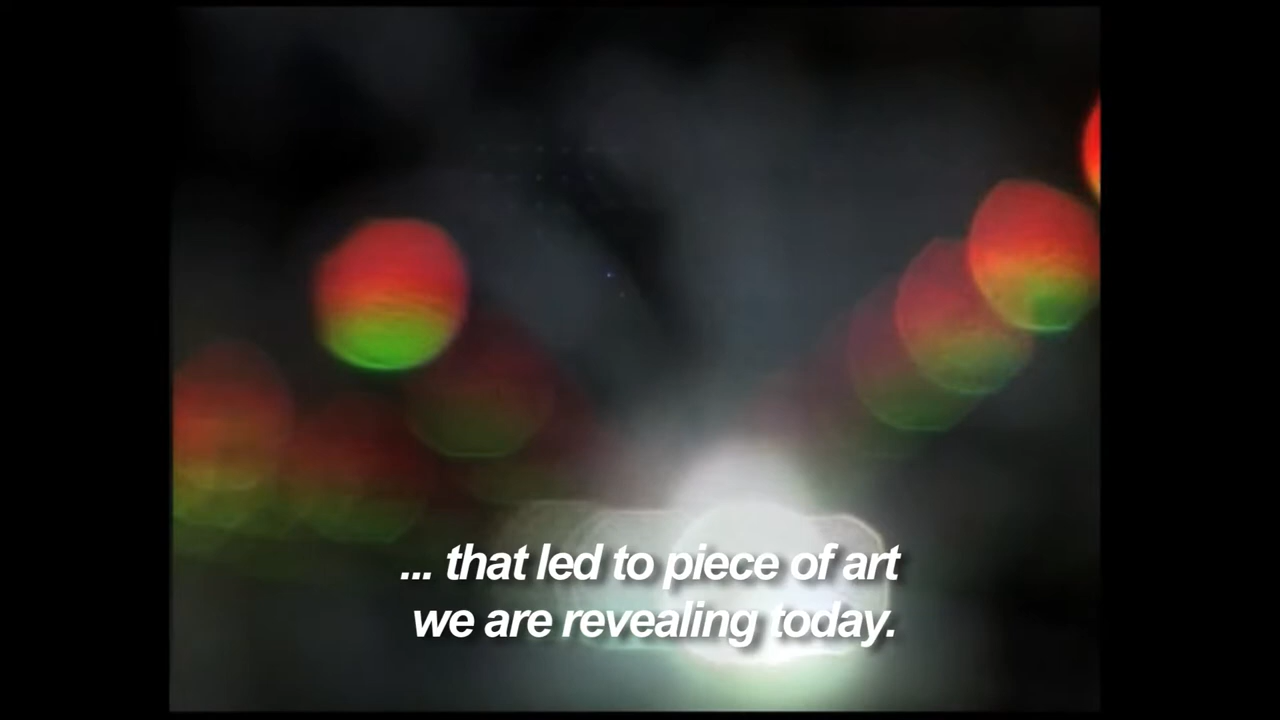 ... that led to piece of art
we are revealing today.